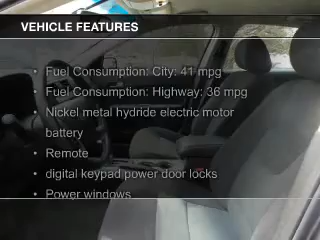 VEHICLE FEATURES
• Fuel Consumption: City: 41 mpg
• Fuel Consumption: Highway: 36 mpg
• Nickel metal hydride electric motor
battery
• Remote
• digital keypad power door locks
• Power windows